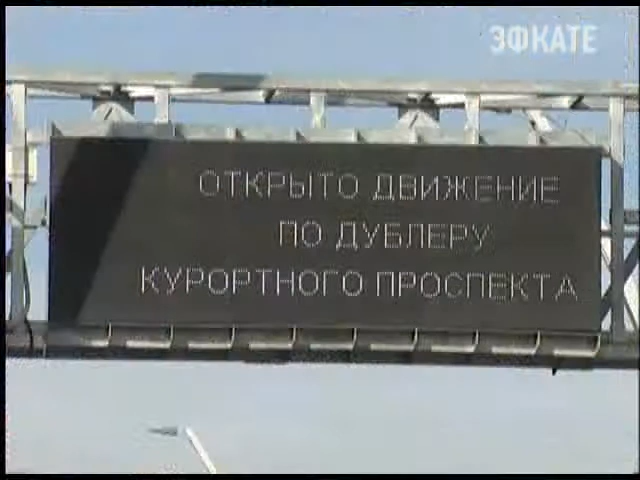 ЭФКАТЕ
ОТКРЫТО ДВИЖЕНИЕ
ПО ДУБЛЕРУ
КУРОРТНОГО ПРОСПЕКТА